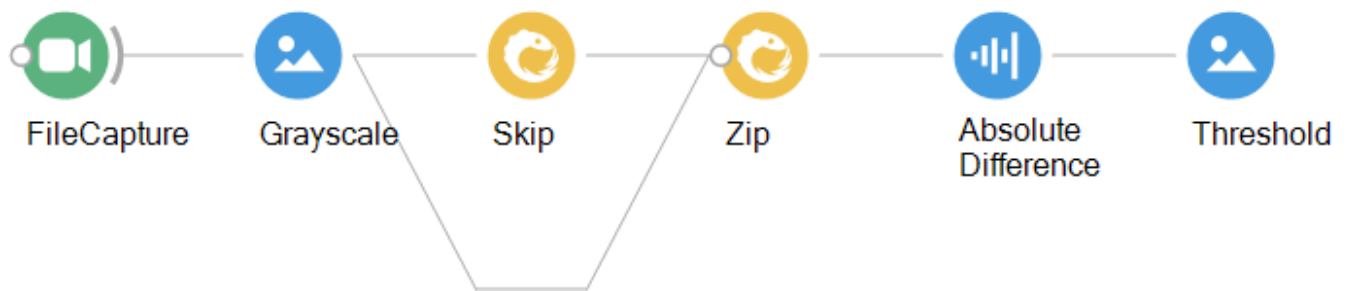 FileCapture
Grayscale
Skip
Zip
Absolute
Difference
Threshold